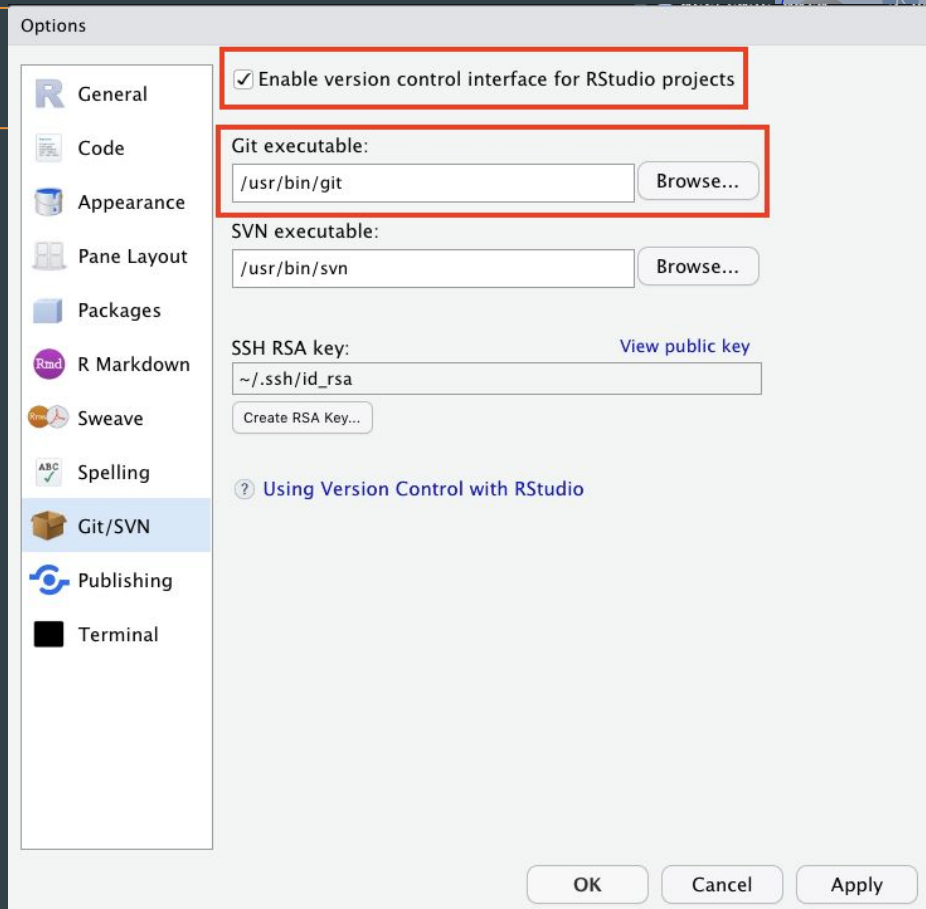 Options
General
Code
Appearance
Pane Layout
Packages
Rmd R Markdown
Sweave
ABC Spelling
Git/SVN
Publishing
Terminal
Enable version control interface for RStudio projects
Git executable:
/usr/bin/git Browse...
SVN executable:
/usr/bin/svn Browse...
SSH RSA key: View public key
~/.ssh/id_rsa
Create RSA Key...
? Using Version Control with RStudio
OK Cancel Apply